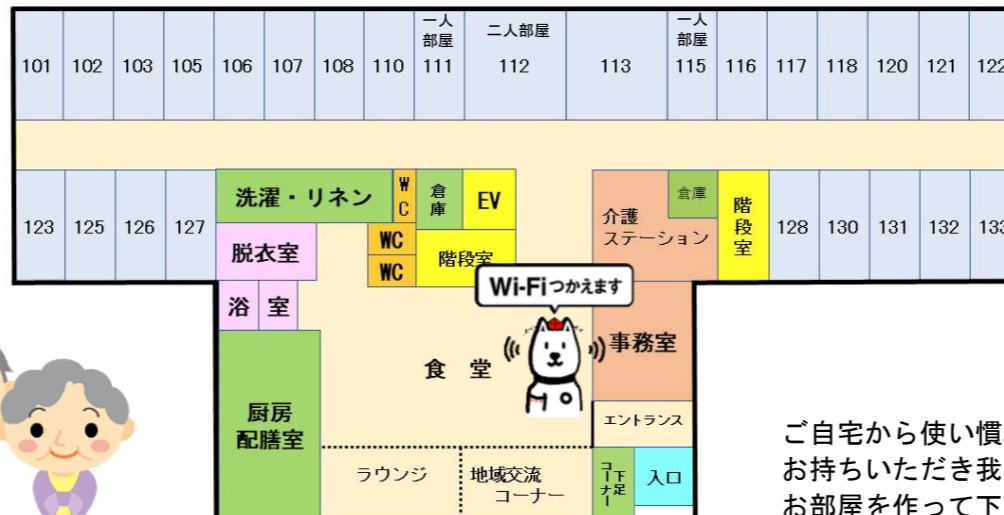 一人
部屋
二人部屋
一人
部屋
101 102 103 105 106 107 108 110 111 112 113 115 116 117 118 120 121 122
洗濯・リネン
WC
倉庫
EV
介護
ステーション
倉庫
階段室
123 125 126 127
128 130 131 132 133
脱衣室
WC
WC
階段室
Wi-Fiつかえます
浴 室
事務室
食 堂
厨房
配膳室
エントランス
ラウンジ
地域交流
コーナー
下足
コーナー
入口
ご自宅から使い慣
お持ちいただき我
お部屋を作って下